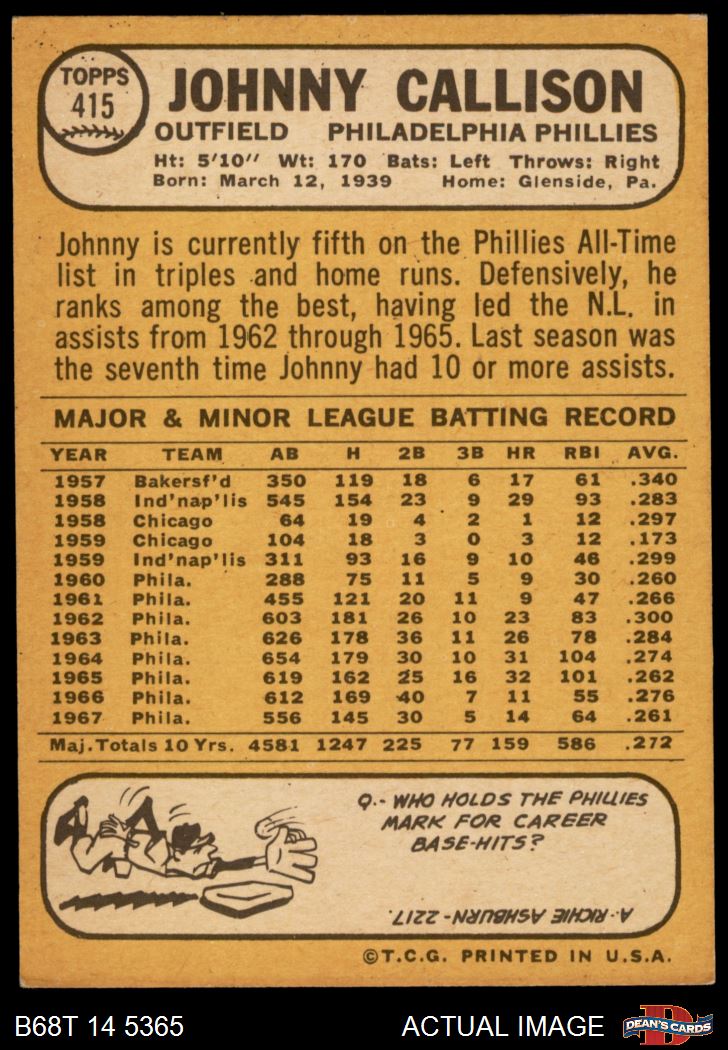 TOPPS
415
JOHNNY CALLISON
OUTFIELD PHILADELPHIA PHILLIES
Ht: 5'10" Wt: 170 Bats: Left Throws: Right
Born: March 12, 1939 Home: Glenside, Pa.
Johnny is currently fifth on the Phillies All-Time
list in triples and home runs. Defensively, he
ranks among the best, having led the N.L. in
assists from 1962 through 1965. Last season was
the seventh time Johnny had 10 or more assists.
MAJOR & MINOR LEAGUE BATTING RECORD
YEAR TEAM AB H 2B 3B HR RBI AVG.
1957 Bakersf'd 350 119 18 6 17 61 .340
1958 Ind'nap'lis 545 154 23 9 29 93 .283
1958 Chicago 64 19 4 2 1 12 .297
1959 Chicago 104 18 3 0 3 12 .173
1959 Ind'nap'lis 311 93 16 9 10 46 .299
1960 Phila. 288 75 11 5 9 30 .260
1961 Phila. 455 121 20 11 9 47 .266
1962 Phila. 603 181 26 10 23 83 .300
1963 Phila. 626 178 36 11 26 78 .284
1964 Phila. 654 179 30 10 31 104 .274
1965 Phila. 619 162 25 16 32 101 .262
1966 Phila. 612 169 40 7 11 55 .276
1967 Phila. 556 145 30 5 14 64 .261
Maj.Totals 10 Yrs. 4581 1247 225 77 159 586 .272
Q.- WHO HOLDS THE PHILLIES
MARK FOR CAREER
BASE-HITS?
A.- RICHIE ASHBURN - 2217.
©T.C.G. PRINTED IN U.S.A.
B68T 14 5365 ACTUAL IMAGE
D
DEAN'S CARDS